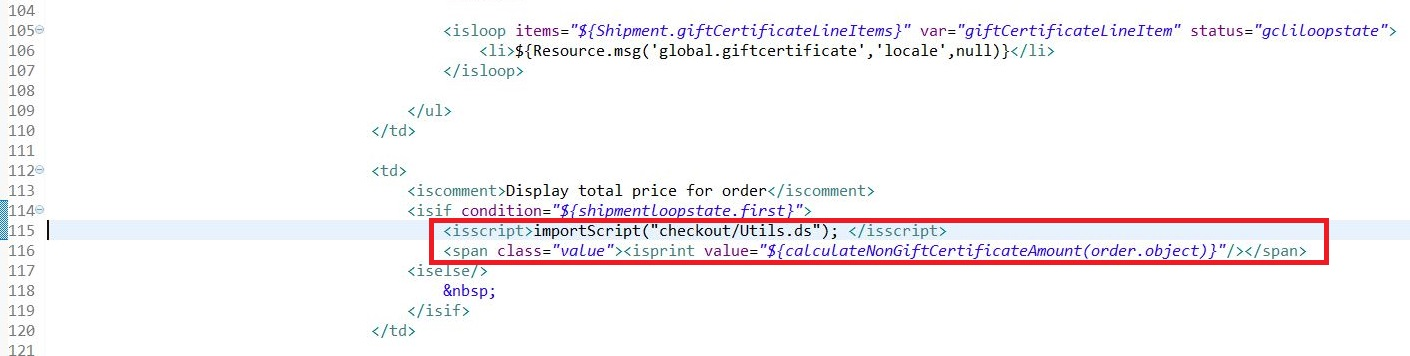 104
105 <isloop items="${Shipment.giftCertificateLineItems}" var="giftCertificateLineItem" status="gcliloopstate">
106 <li>${Resource.msg('global.giftcertificate','locale',null)}</li>
107 </isloop>
108
109 </ul>
110 </td>
111
112 <td>
113 <iscomment>Display total price for order</iscomment>
114 <isif condition="${shipmentloopstate.first}">
115 <isscript>importScript("checkout/Utils.ds"); </isscript>
116 <span class="value"><isprint value="${calculateNonGiftCertificateAmount(order.object)}"/></span>
117 <iselse/>
118 &nbsp;
119 </isif>
120 </td>
121